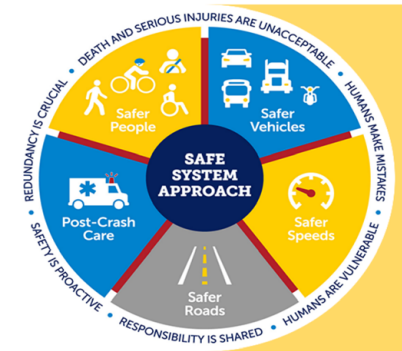 DEATH AND SERIOUS INJURIES ARE UNACCEPTABLE
HUMANS MAKE MISTAKES
HUMANS ARE VULNERABLE
RESPONSIBILITY IS SHARED
SAFETY IS PROACTIVE
REDUNDANCY IS CRUCIAL
Safer
People
Safer
Vehicles
SAFE
SYSTEM
APPROACH
Post-Crash
Care
Safer
Speeds
Safer
Roads